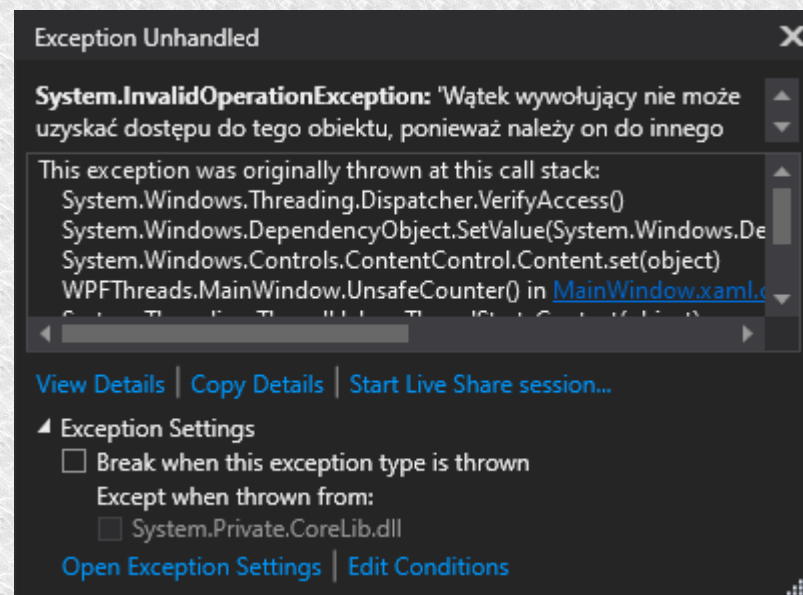 Exception Unhandled
System.InvalidOperationException: 'Wątek wywołujący nie może
uzyskać dostępu do tego obiektu, ponieważ należy on do innego
This exception was originally thrown at this call stack:
System.Windows.Threading.Dispatcher.VerifyAccess()
System.Windows.DependencyObject.SetValue(System.Windows.De
System.Windows.Controls.ContentControl.Content.set(object)
WPFThreads.MainWindow.UnsafeCounter() in MainWindow.xaml.c
View Details | Copy Details | Start Live Share session...
Exception Settings
Break when this exception type is thrown
Except when thrown from:
System.Private.CoreLib.dll
Open Exception Settings | Edit Conditions